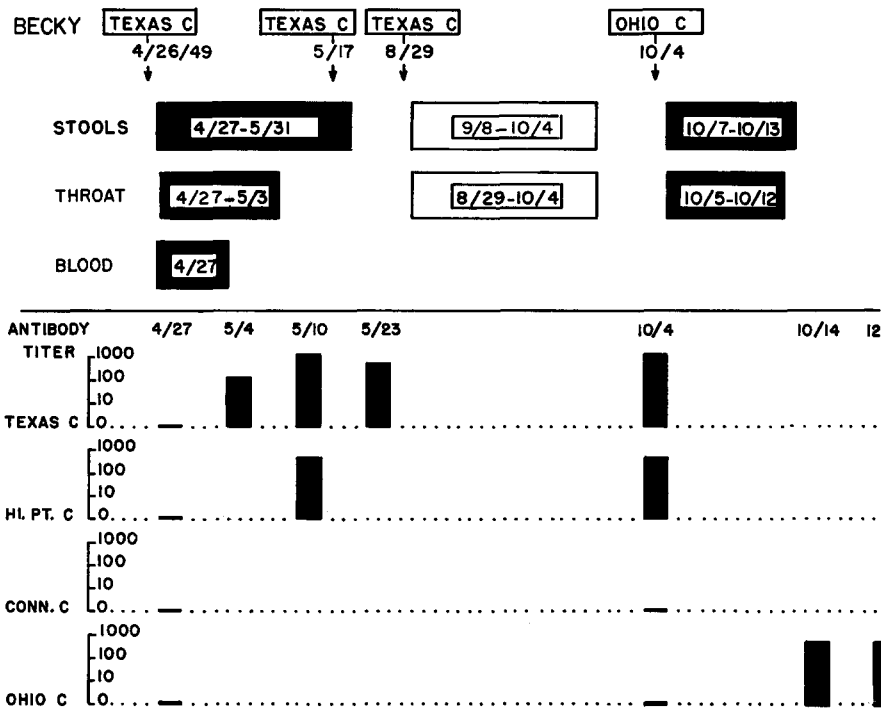 BECKY TEXAS C TEXAS C TEXAS C OHIO C
4/26/49 5/17 8/29 10/4
STOOLS 4/27-5/31 9/8-10/4 10/7-10/13
THROAT 4/27-5/3 8/29-10/4 10/5-10/12
BLOOD 4/27
ANTIBODY 4/27 5/4 5/10 5/23 10/4 10/14 12
TITER 1000
100
10
TEXAS C 0
1000
100
10
HI. PT. C 0
1000
100
10
CONN. C 0
1000
100
10
OHIO C 0